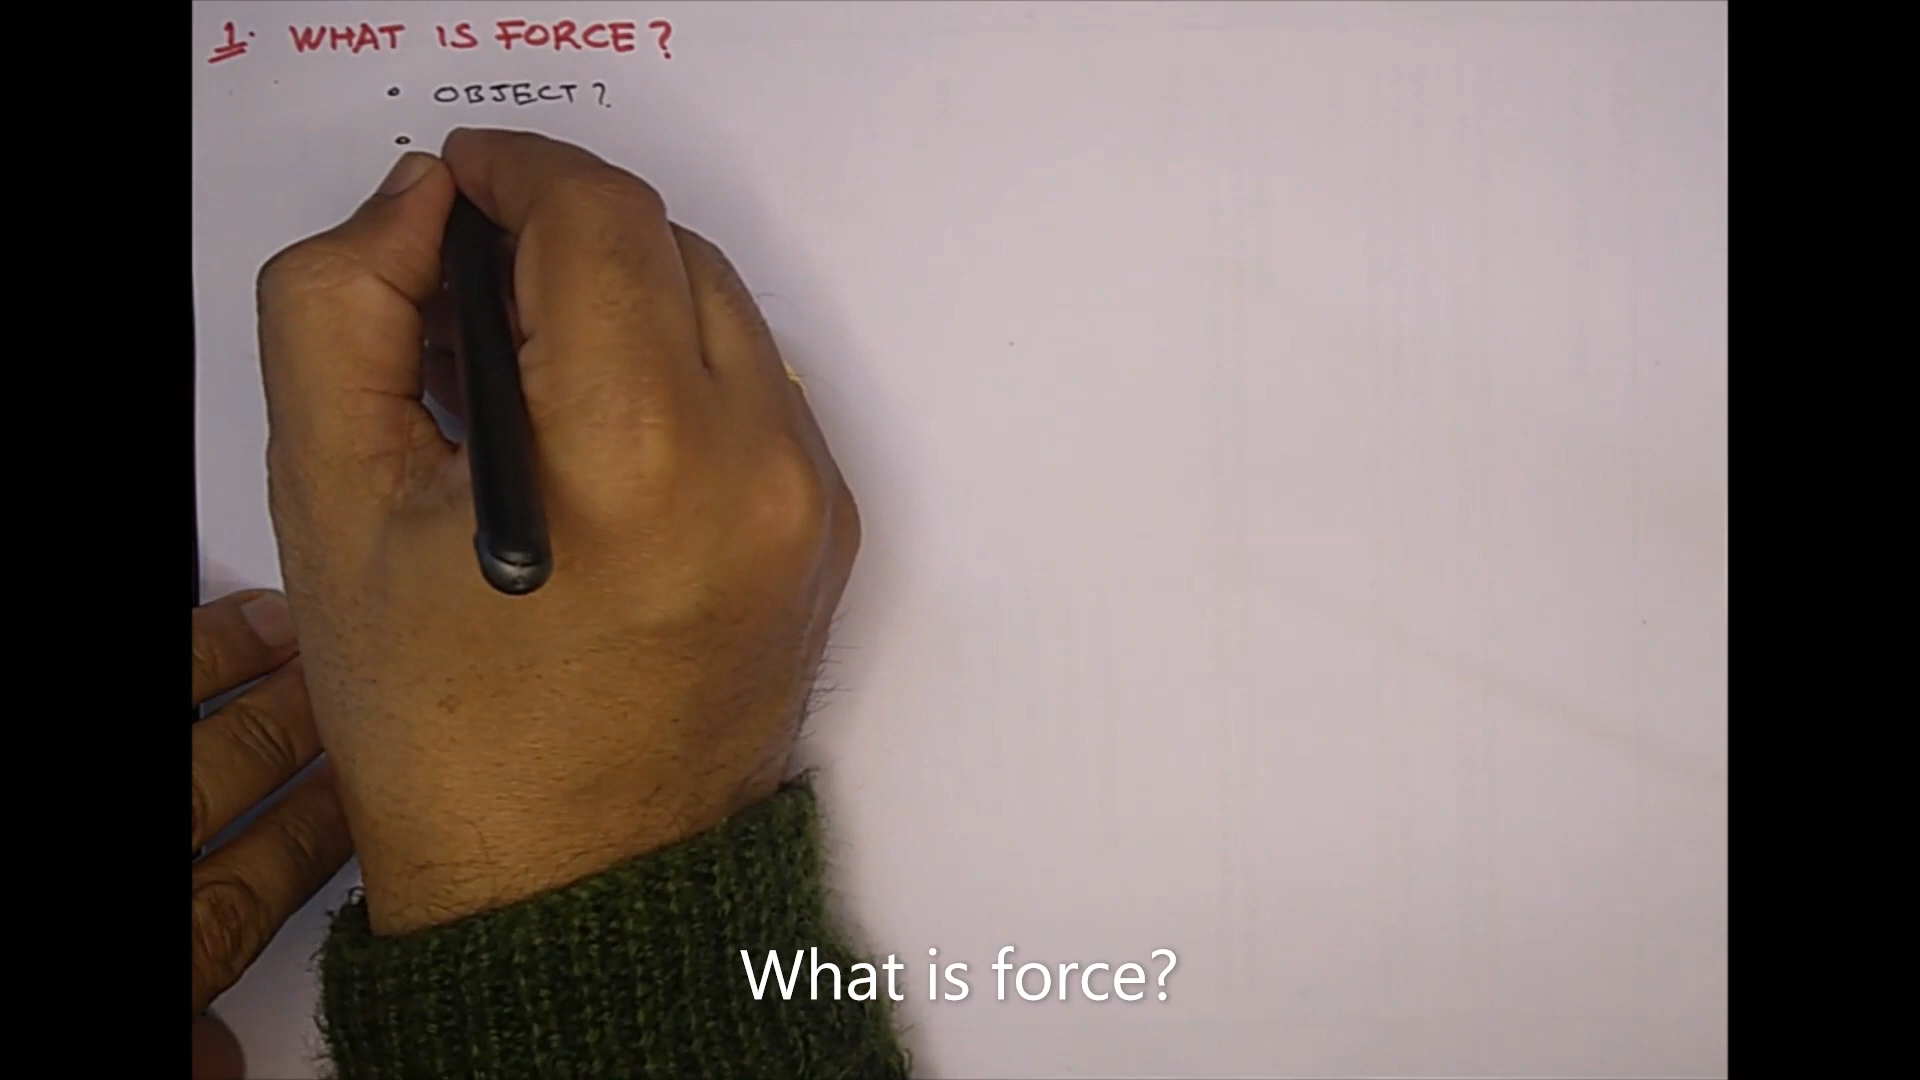 1. WHAT IS FORCE?
• OBJECT?
•
What is force?